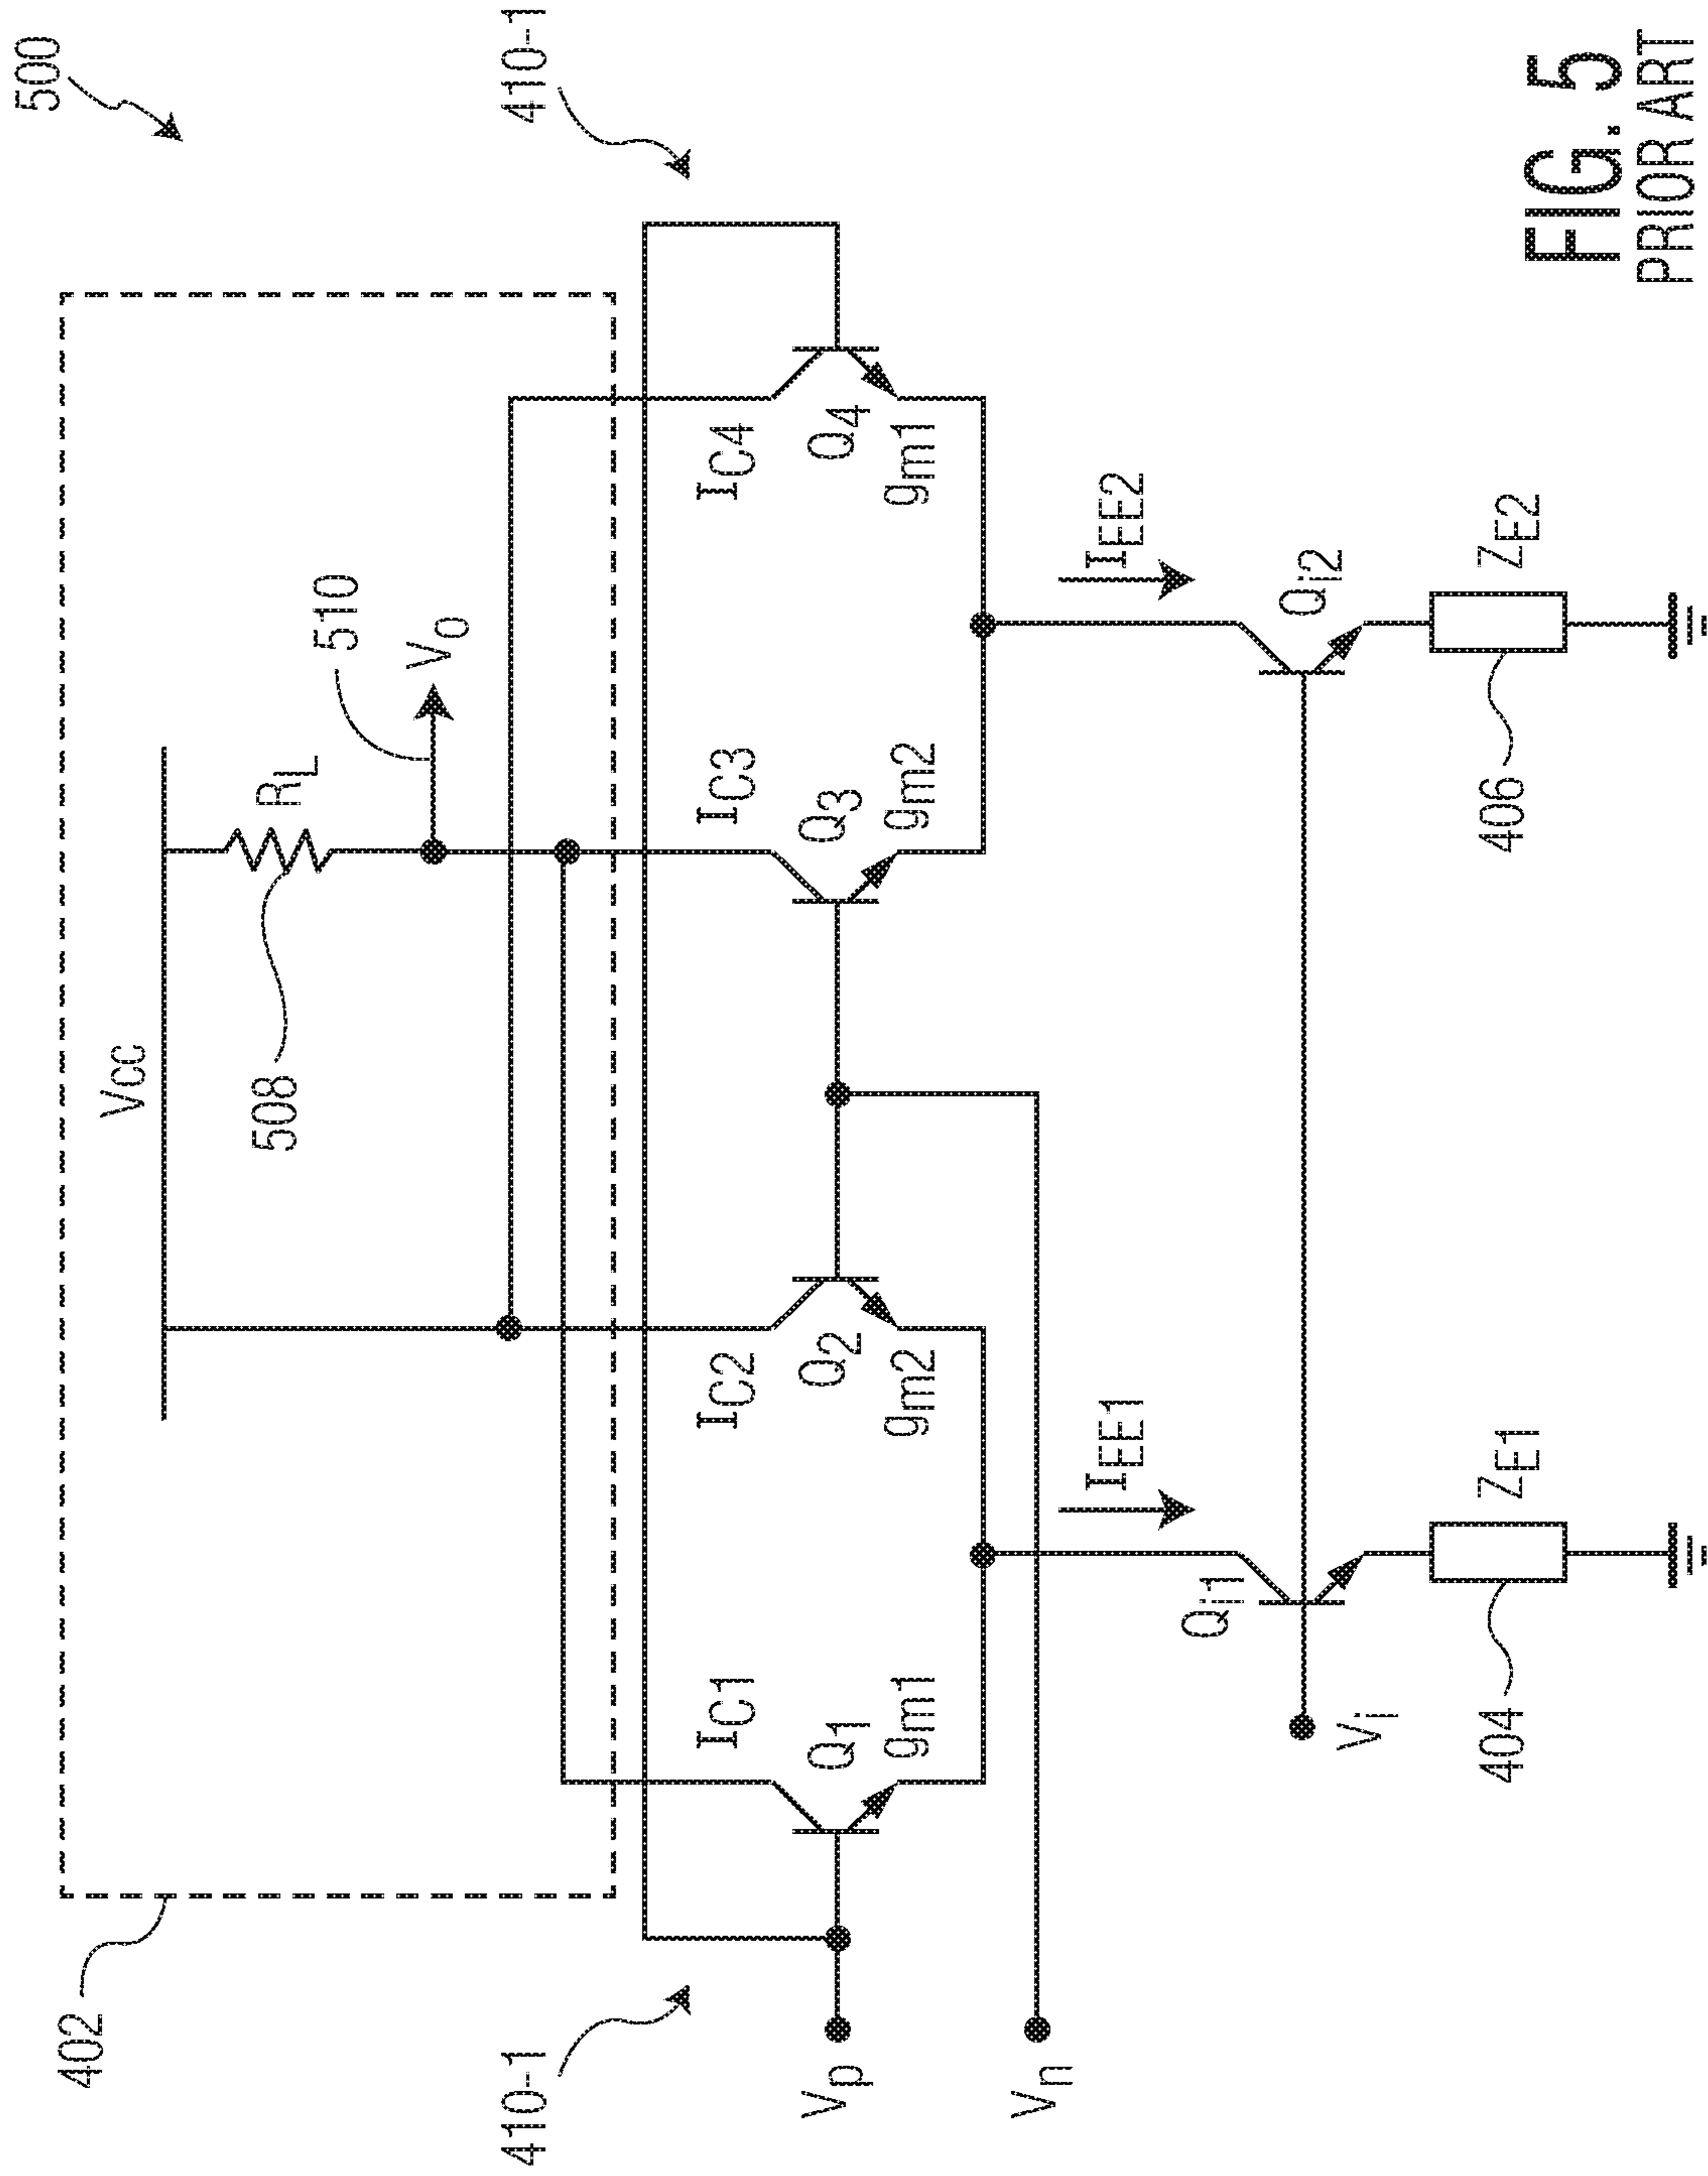 500
402
Vcc
RL
508
510
Vo
410-1
410-1
IC1
IC2
IC3
IC4
Q1
Q2
Q3
Q4
gm1
gm2
gm2
gm1
Vp
Vn
IEE1
IEE2
Qi1
Qi2
Vi
404
ZE1
406
ZE2
FIG. 5
PRIOR ART